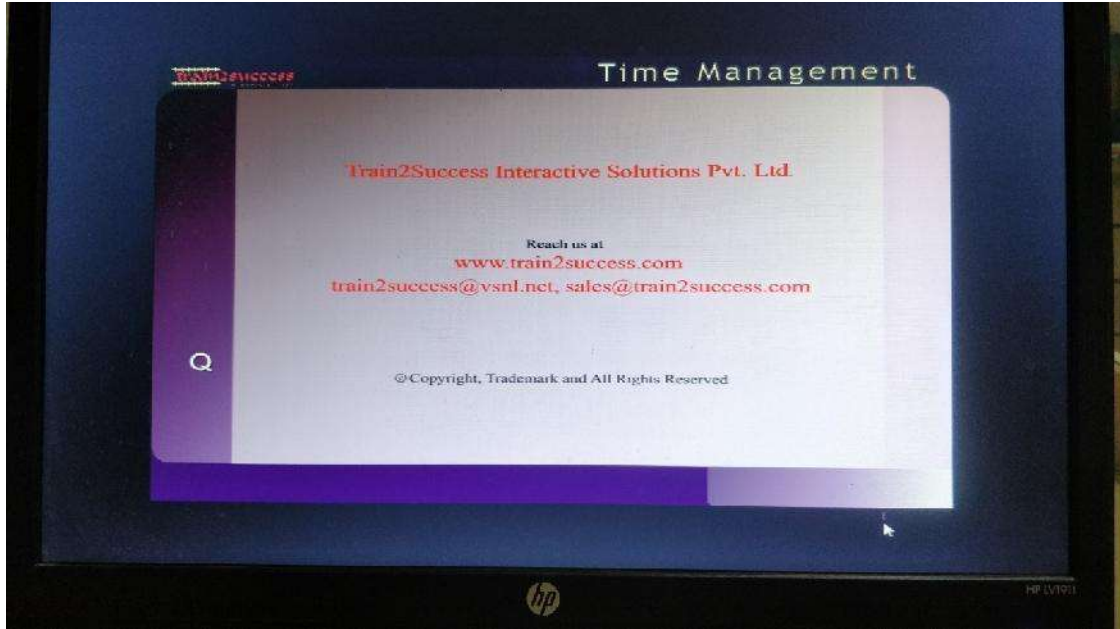 train2success
Time Management
Train2Success Interactive Solutions Pvt. Ltd.
Reach us at
www.train2success.com
train2success@vsnl.net, sales@train2success.com
Q
©Copyright, Trademark and All Rights Reserved
hp
HP LV1911